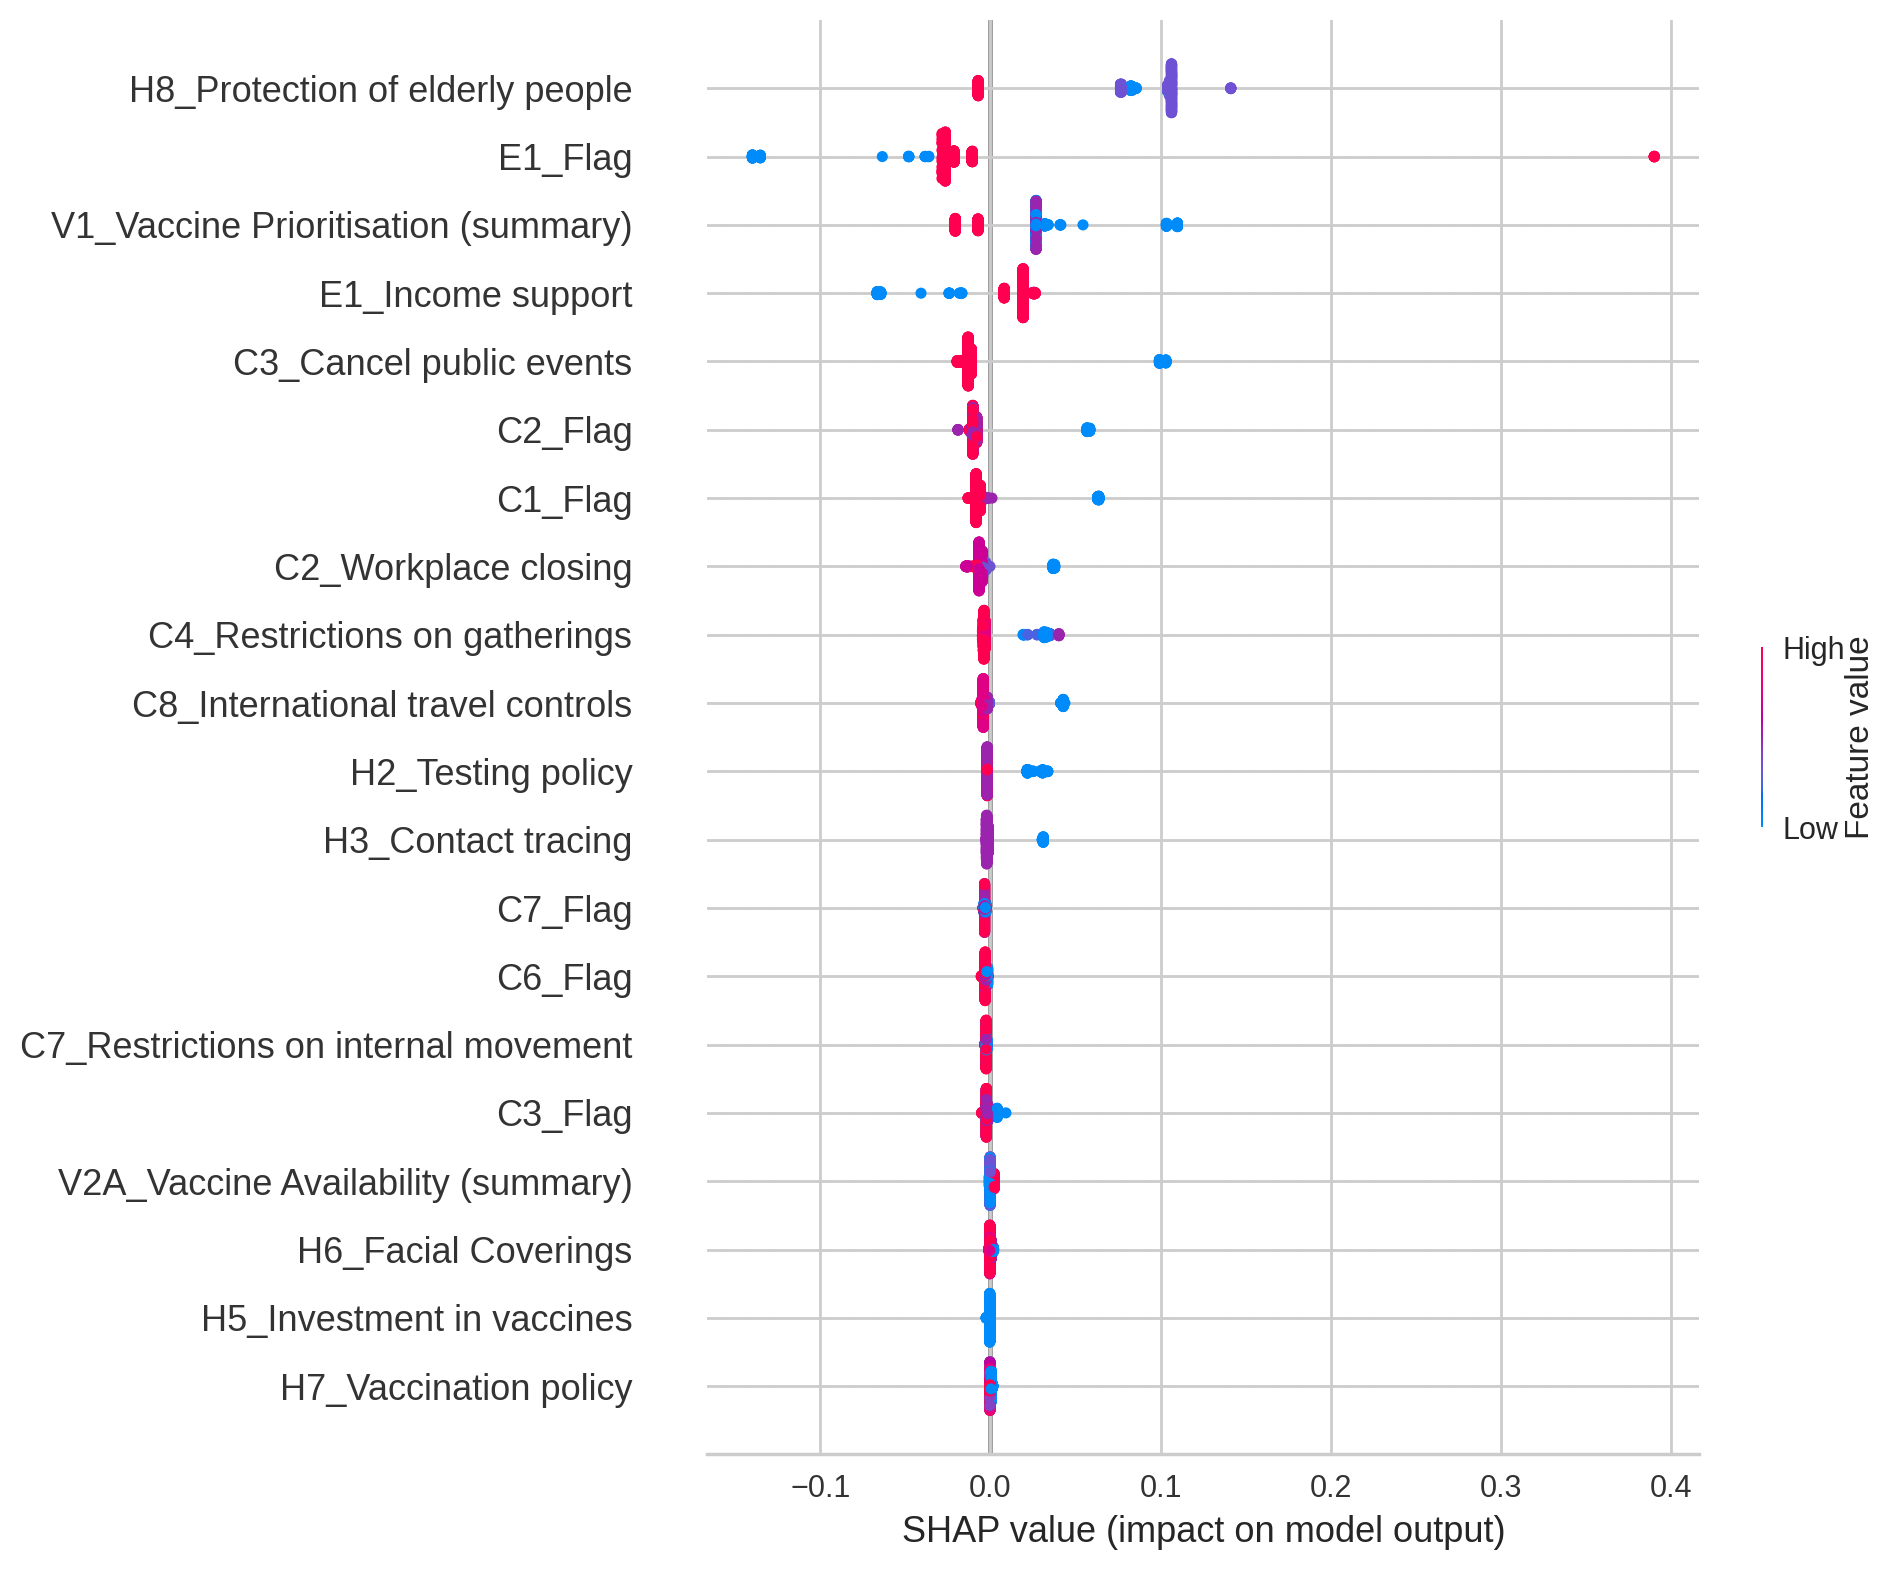 H8_Protection of elderly people
E1_Flag
V1_Vaccine Prioritisation (summary)
E1_Income support
C3_Cancel public events
C2_Flag
C1_Flag
C2_Workplace closing
C4_Restrictions on gatherings
C8_International travel controls
H2_Testing policy
H3_Contact tracing
C7_Flag
C6_Flag
C7_Restrictions on internal movement
C3_Flag
V2A_Vaccine Availability (summary)
H6_Facial Coverings
H5_Investment in vaccines
H7_Vaccination policy
−0.1 0.0 0.1 0.2 0.3 0.4
SHAP value (impact on model output)
High
Low
Feature value